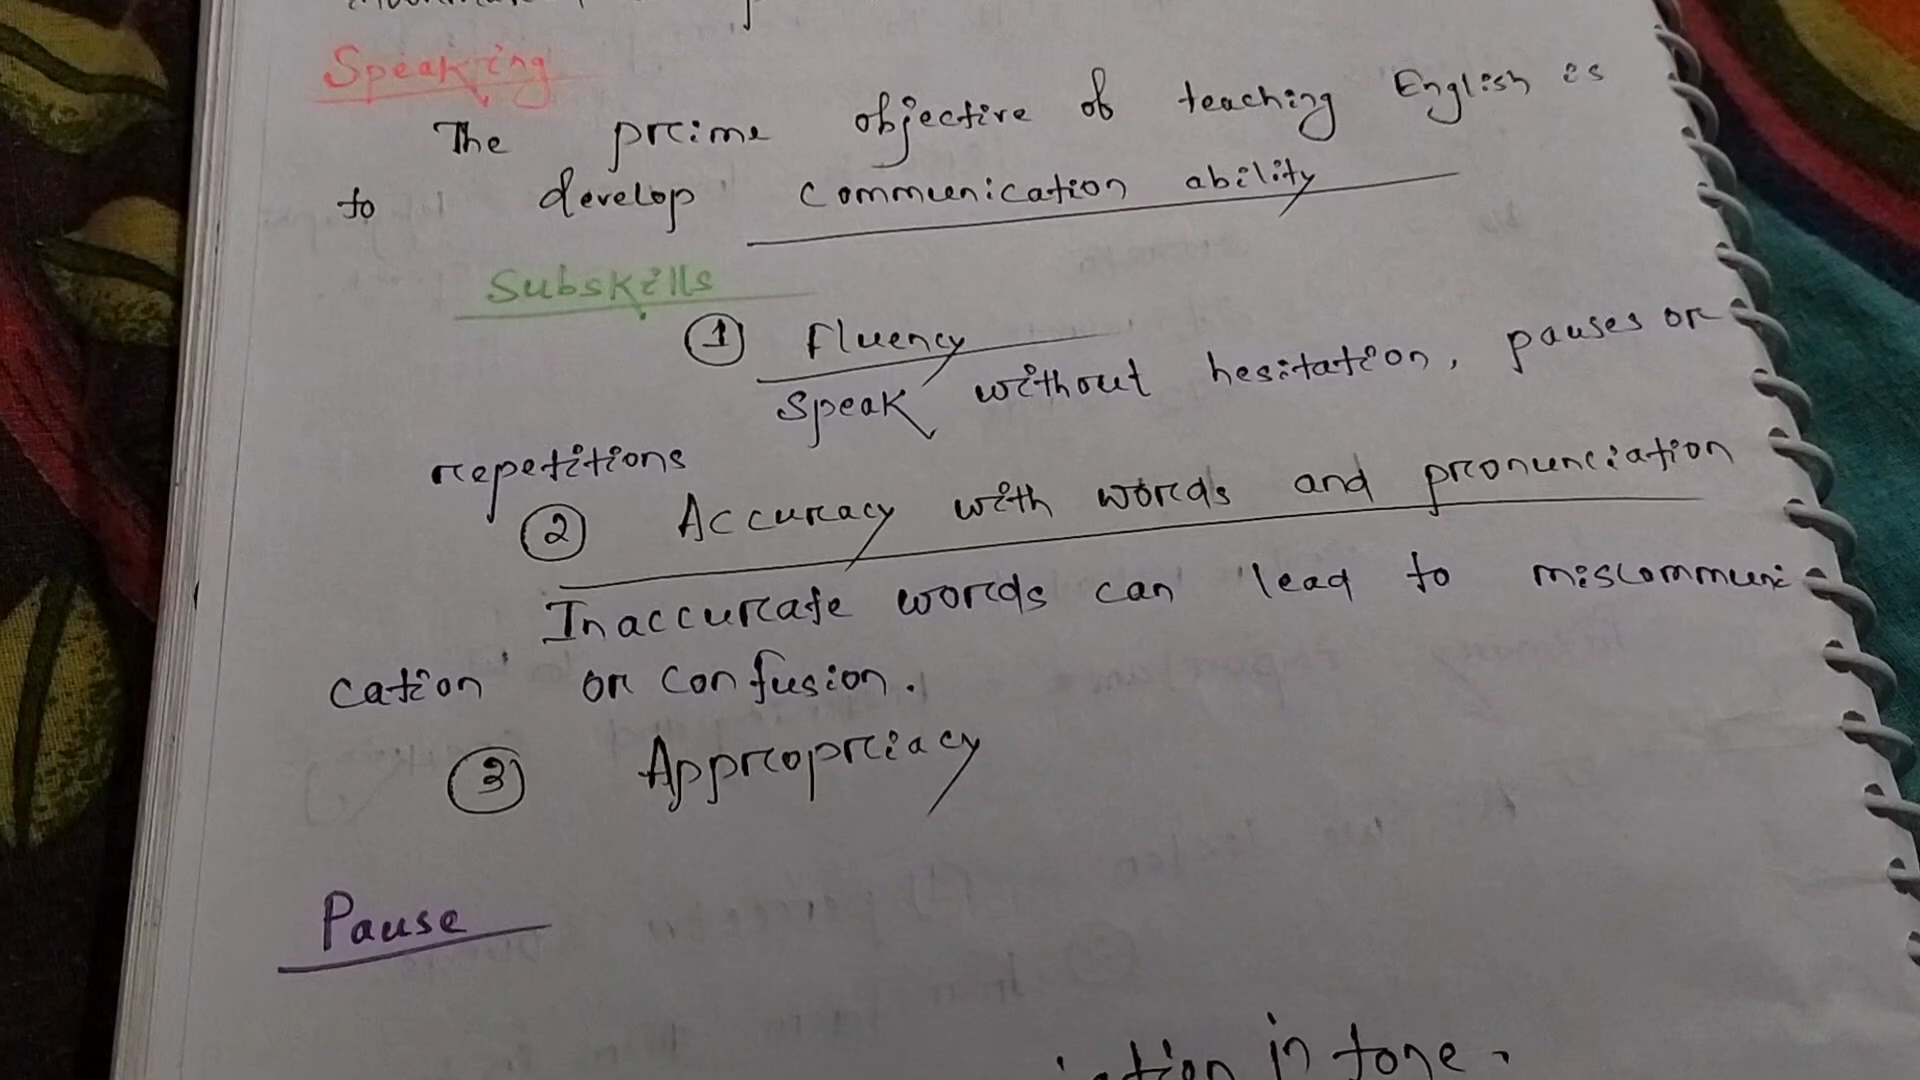 Speaking
The prime objective of teaching English is
to develop communication ability
Subskills
① Fluency
Speak without hesitation, pauses or
repetitions
② Accuracy with words and pronunciation
Inaccurate words can lead to miscommuni
cation or confusion.
③ Appropriacy
Pause
in tone.